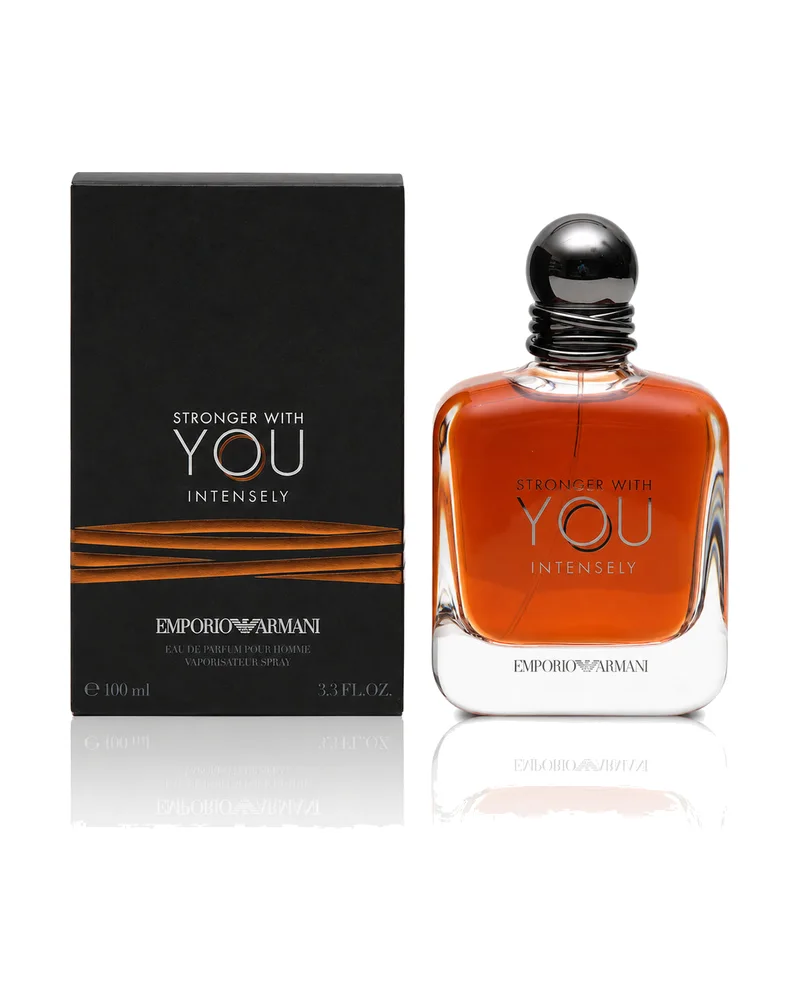 STRONGER WITH
YOU
INTENSELY
EMPORIO ARMANI
EAU DE PARFUM POUR HOMME
VAPORISATEUR SPRAY
℮ 100 ml 3.3 FL.OZ.
STRONGER WITH
YOU
INTENSELY
EMPORIO ARMANI